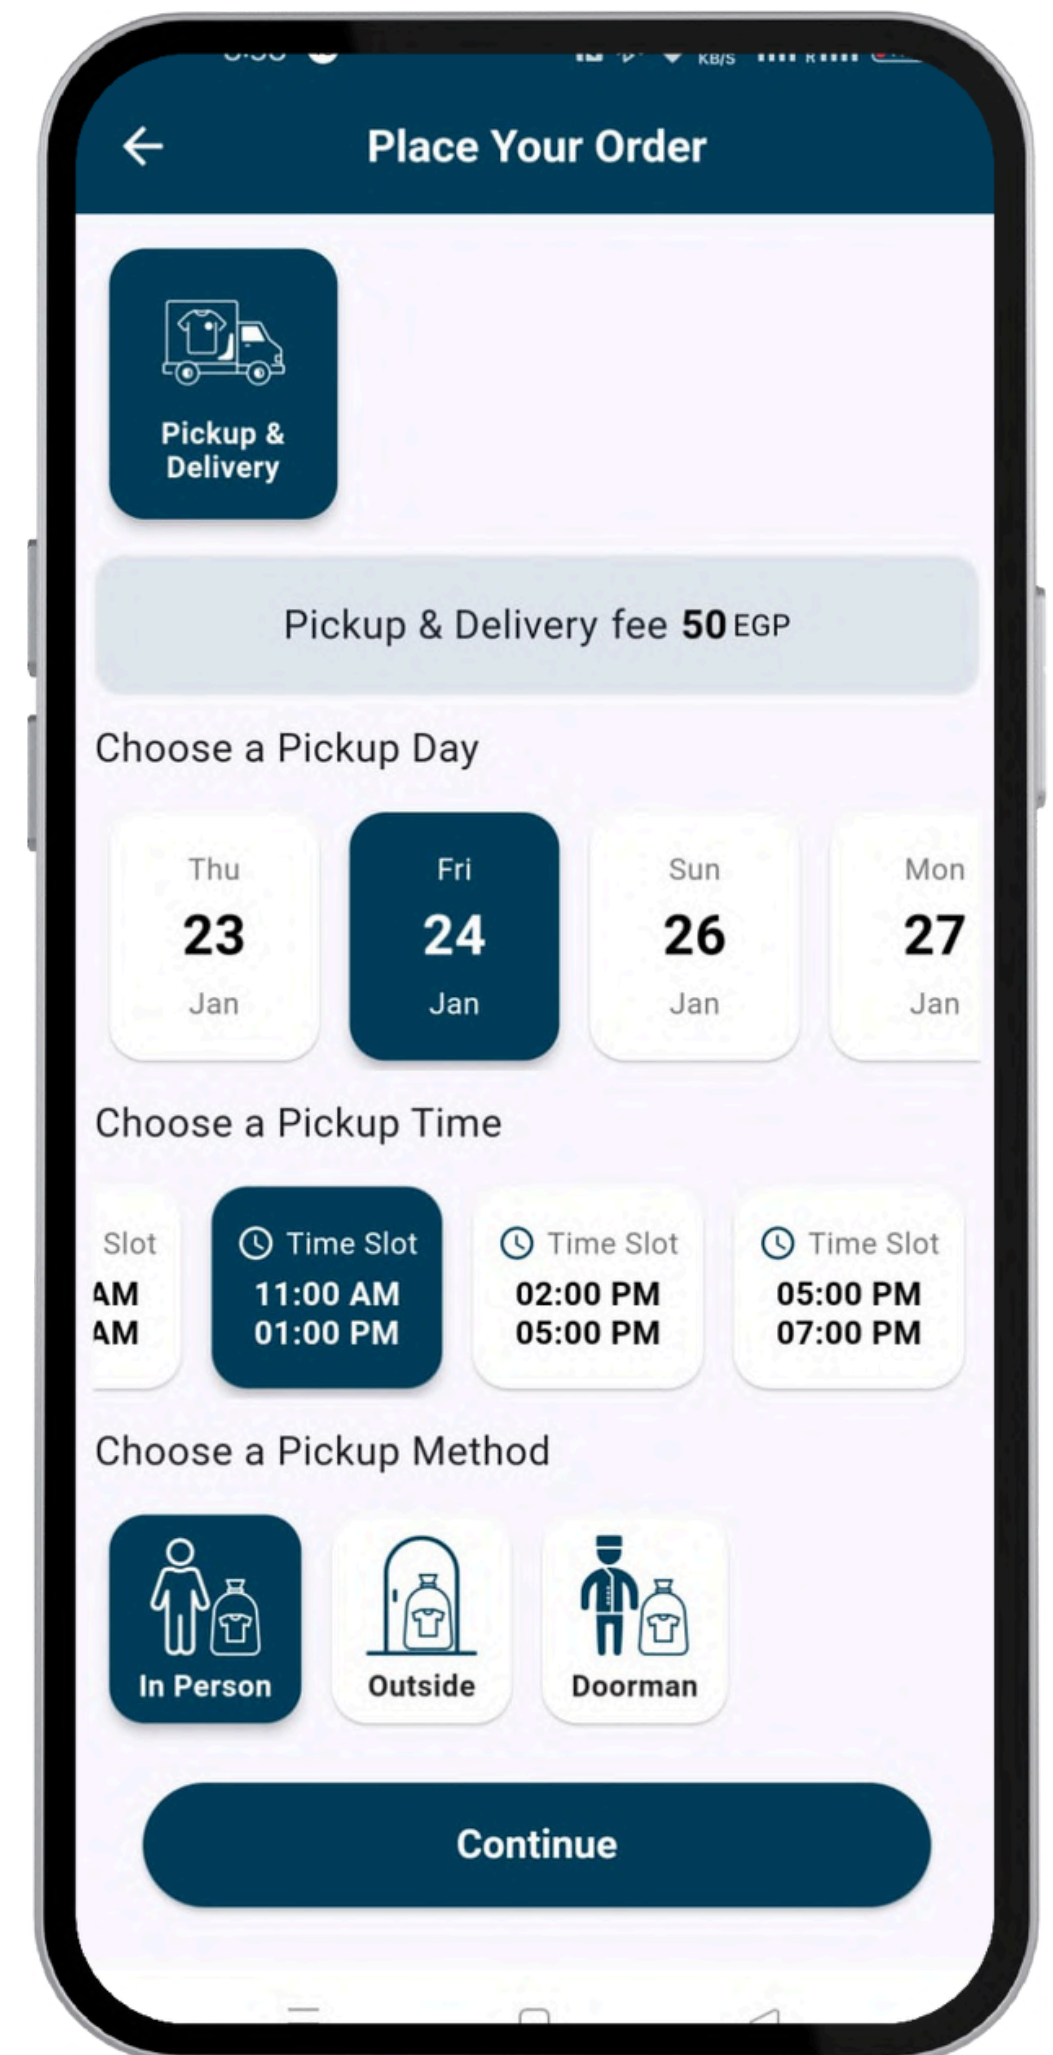 KB/S
R
Place Your Order
Pickup &
Delivery
Pickup & Delivery fee 50 EGP
Choose a Pickup Day
Thu
23
Jan
Fri
24
Jan
Sun
26
Jan
Mon
27
Jan
Choose a Pickup Time
Slot
AM
AM
Time Slot
11:00 AM
01:00 PM
Time Slot
02:00 PM
05:00 PM
Time Slot
05:00 PM
07:00 PM
Choose a Pickup Method
In Person
Outside
Doorman
Continue